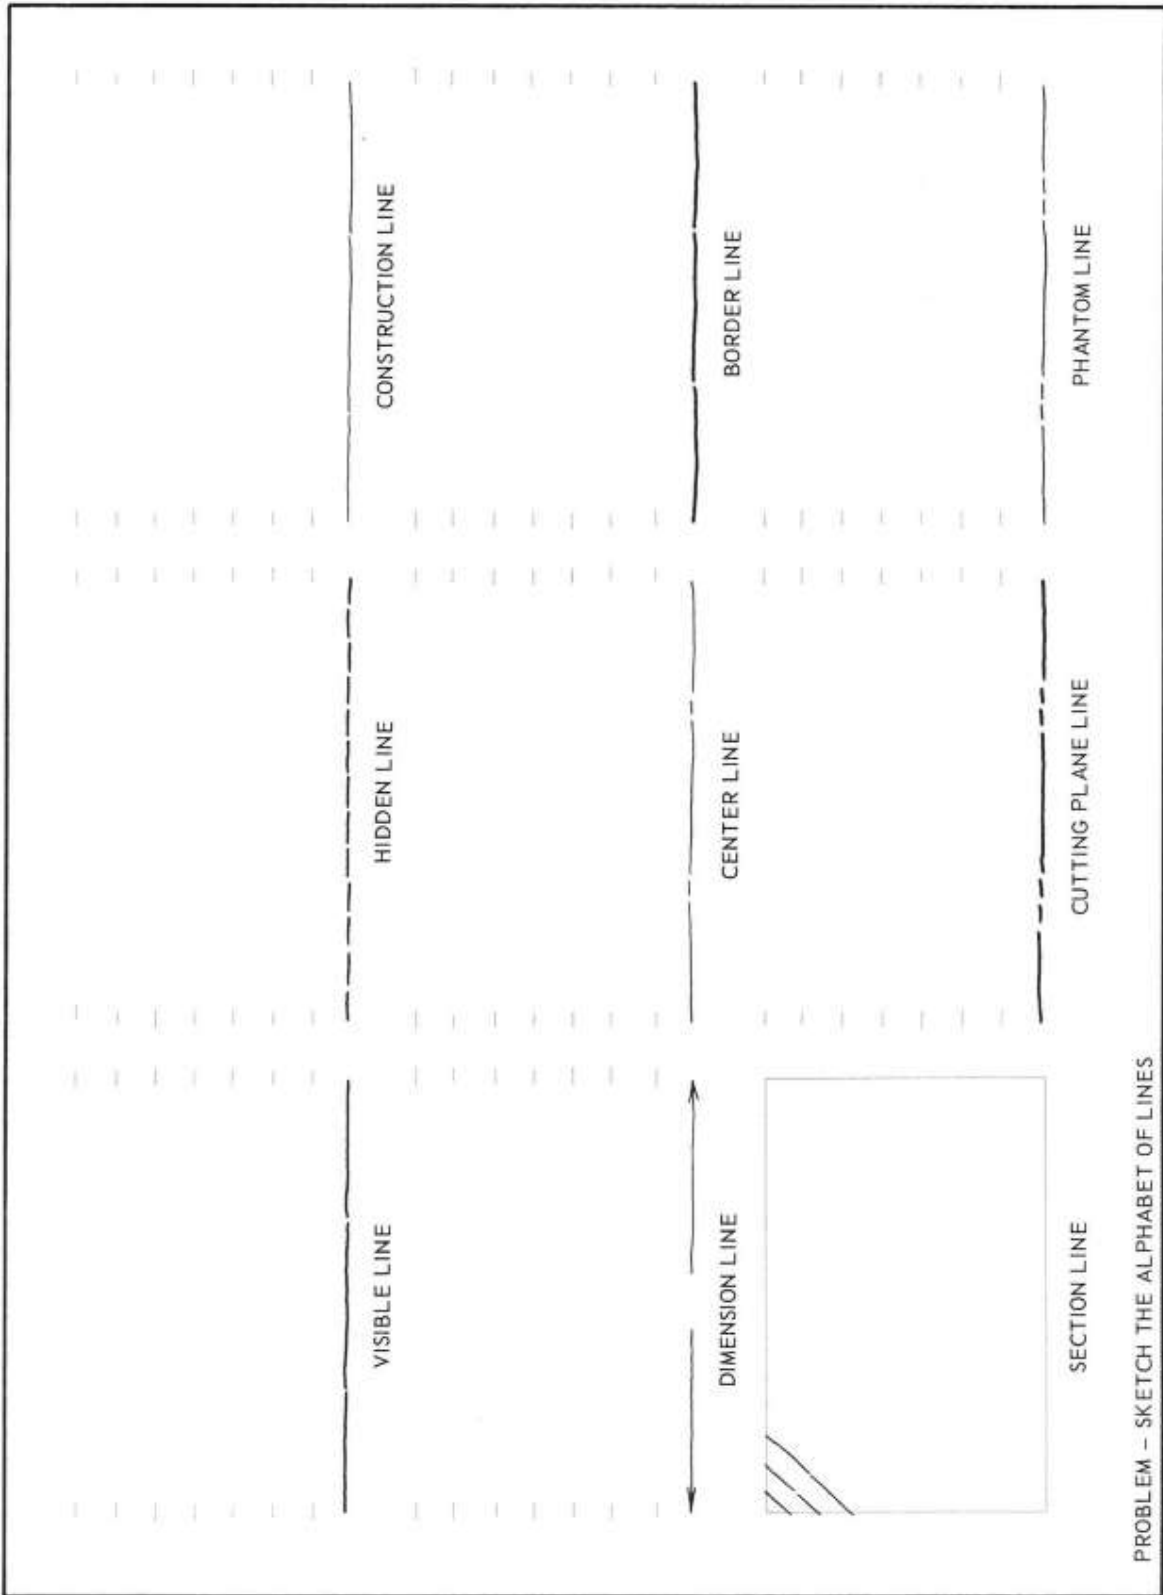 VISIBLE LINE
HIDDEN LINE
CONSTRUCTION LINE
DIMENSION LINE
CENTER LINE
BORDER LINE
SECTION LINE
CUTTING PLANE LINE
PHANTOM LINE
PROBLEM – SKETCH THE ALPHABET OF LINES